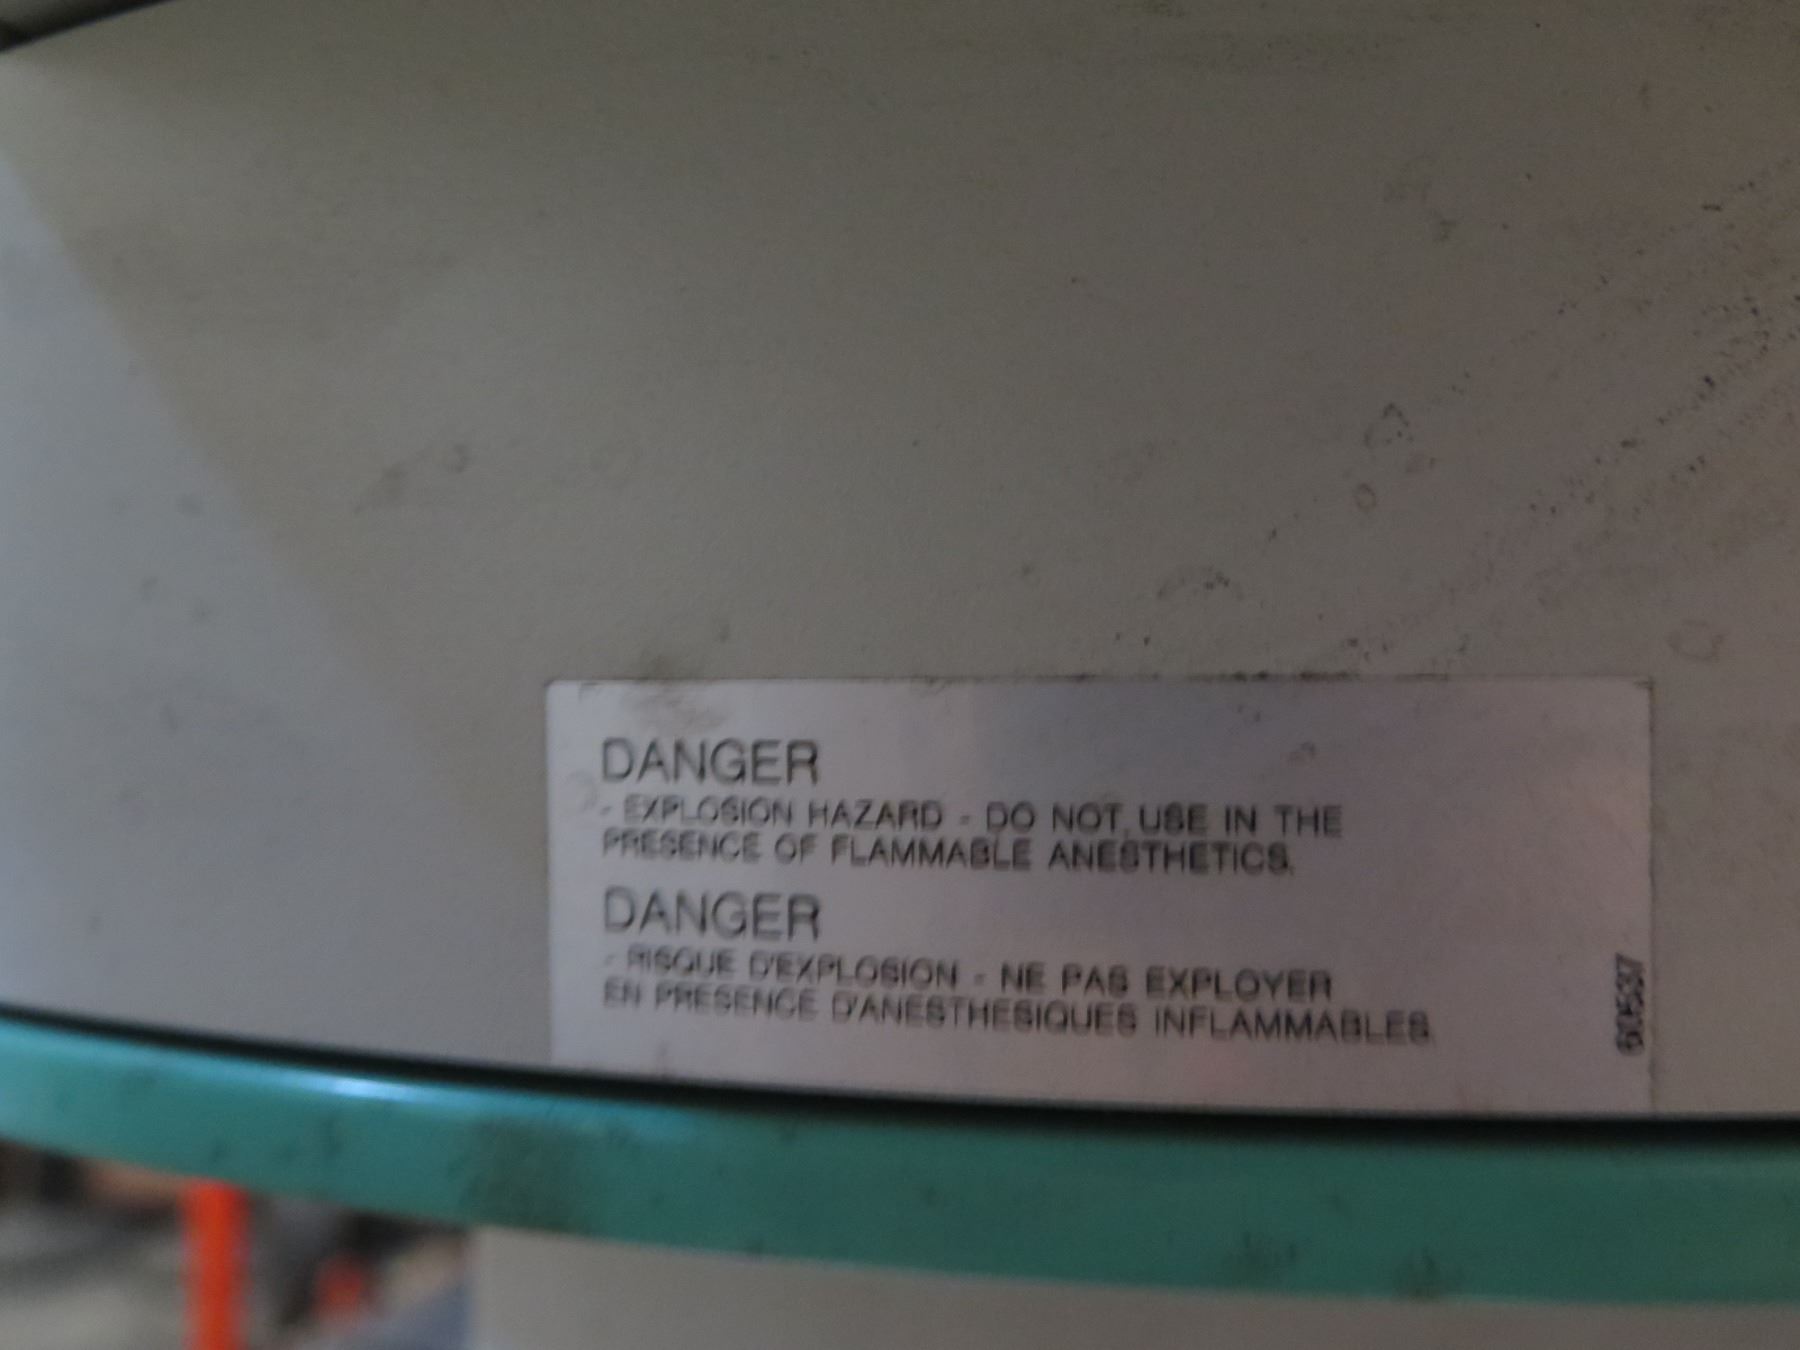 DANGER
- EXPLOSION HAZARD - DO NOT USE IN THE
PRESENCE OF FLAMMABLE ANESTHETICS.
DANGER
- RISQUE D'EXPLOSION - NE PAS EXPLOYER
EN PRESENCE D'ANESTHESIQUES INFLAMMABLES.